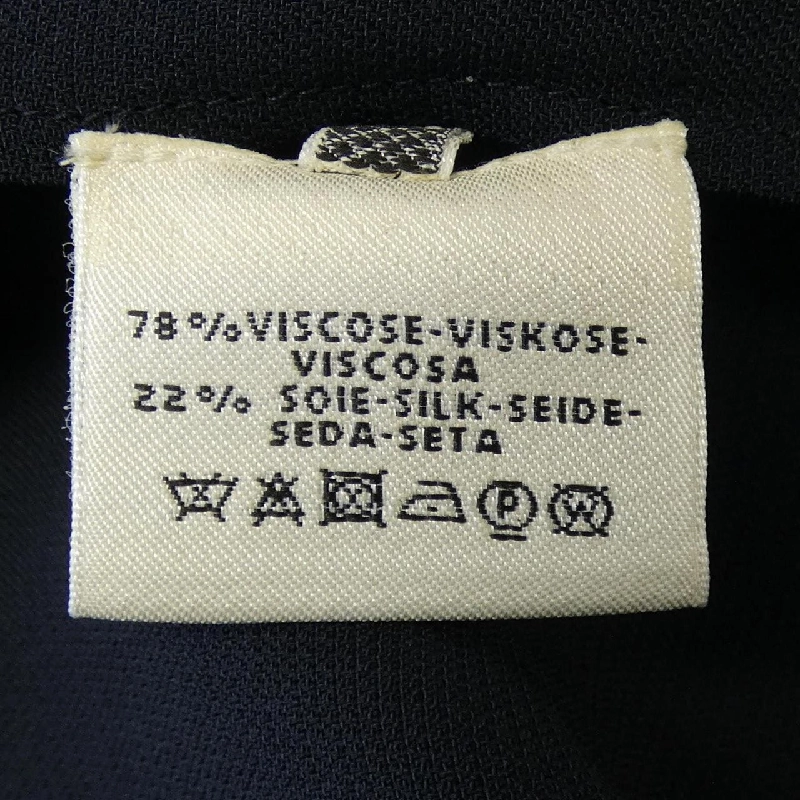 78%VISCOSE-VISKOSE-
VISCOSA
22% SOIE-SILK-SEIDE-
SEDA-SETA
P W